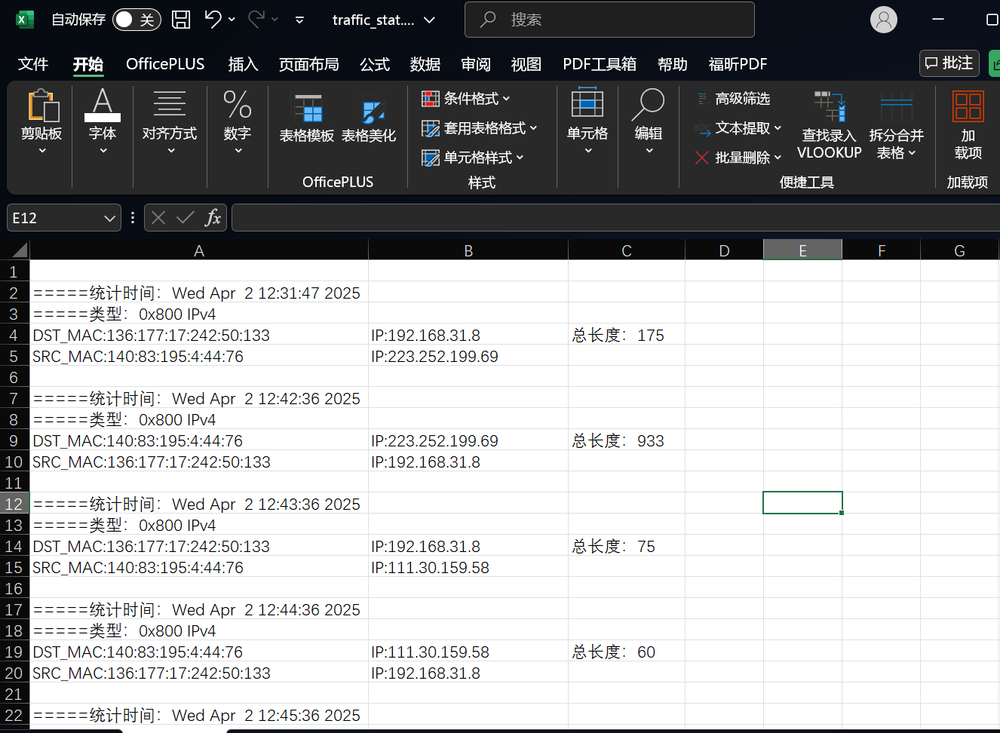 自动保存 关 traffic_stat.... 搜索
文件 开始 OfficePLUS 插入 页面布局 公式 数据 审阅 视图 PDF工具箱 帮助 福昕PDF 批注
剪贴板 字体 对齐方式 数字 表格模板 表格美化 条件格式 套用表格格式 单元格样式 单元格 编辑 高级筛选 文本提取 批量删除 查找录入 VLOOKUP 拆分合并 表格 加 载项
OfficePLUS 样式 便捷工具 加载项
E12 fx
A B C D E F G
1
2 =====统计时间：Wed Apr  2 12:31:47 2025
3 =====类型：0x800 IPv4
4 DST_MAC:136:177:17:242:50:133 IP:192.168.31.8 总长度：175
5 SRC_MAC:140:83:195:4:44:76 IP:223.252.199.69
6
7 =====统计时间：Wed Apr  2 12:42:36 2025
8 =====类型：0x800 IPv4
9 DST_MAC:140:83:195:4:44:76 IP:223.252.199.69 总长度：933
10 SRC_MAC:136:177:17:242:50:133 IP:192.168.31.8
11
12 =====统计时间：Wed Apr  2 12:43:36 2025
13 =====类型：0x800 IPv4
14 DST_MAC:136:177:17:242:50:133 IP:192.168.31.8 总长度：75
15 SRC_MAC:140:83:195:4:44:76 IP:111.30.159.58
16
17 =====统计时间：Wed Apr  2 12:44:36 2025
18 =====类型：0x800 IPv4
19 DST_MAC:140:83:195:4:44:76 IP:111.30.159.58 总长度：60
20 SRC_MAC:136:177:17:242:50:133 IP:192.168.31.8
21
22 =====统计时间：Wed Apr  2 12:45:36 2025